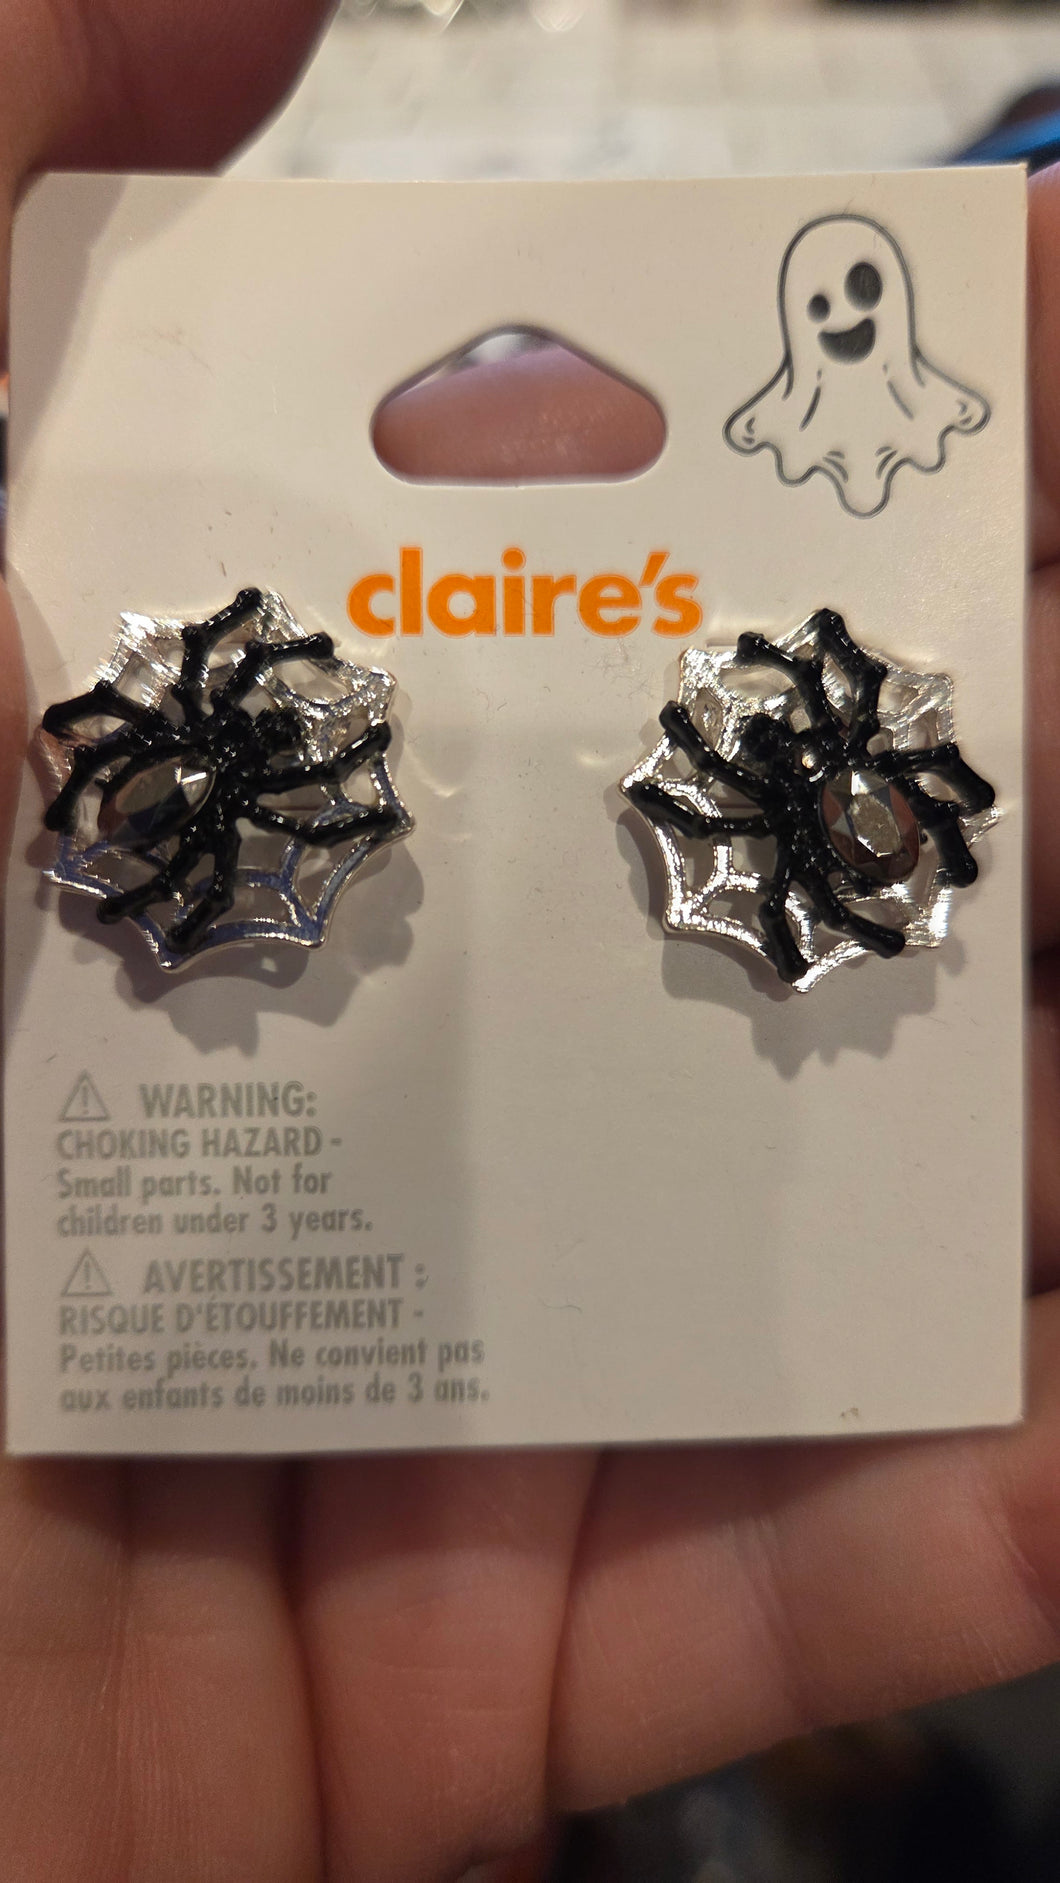 claire's
WARNING:
CHOKING HAZARD -
Small parts. Not for
children under 3 years.
AVERTISSEMENT :
RISQUE D'ÉTOUFFEMENT -
Petites pièces. Ne convient pas
aux enfants de moins de 3 ans.